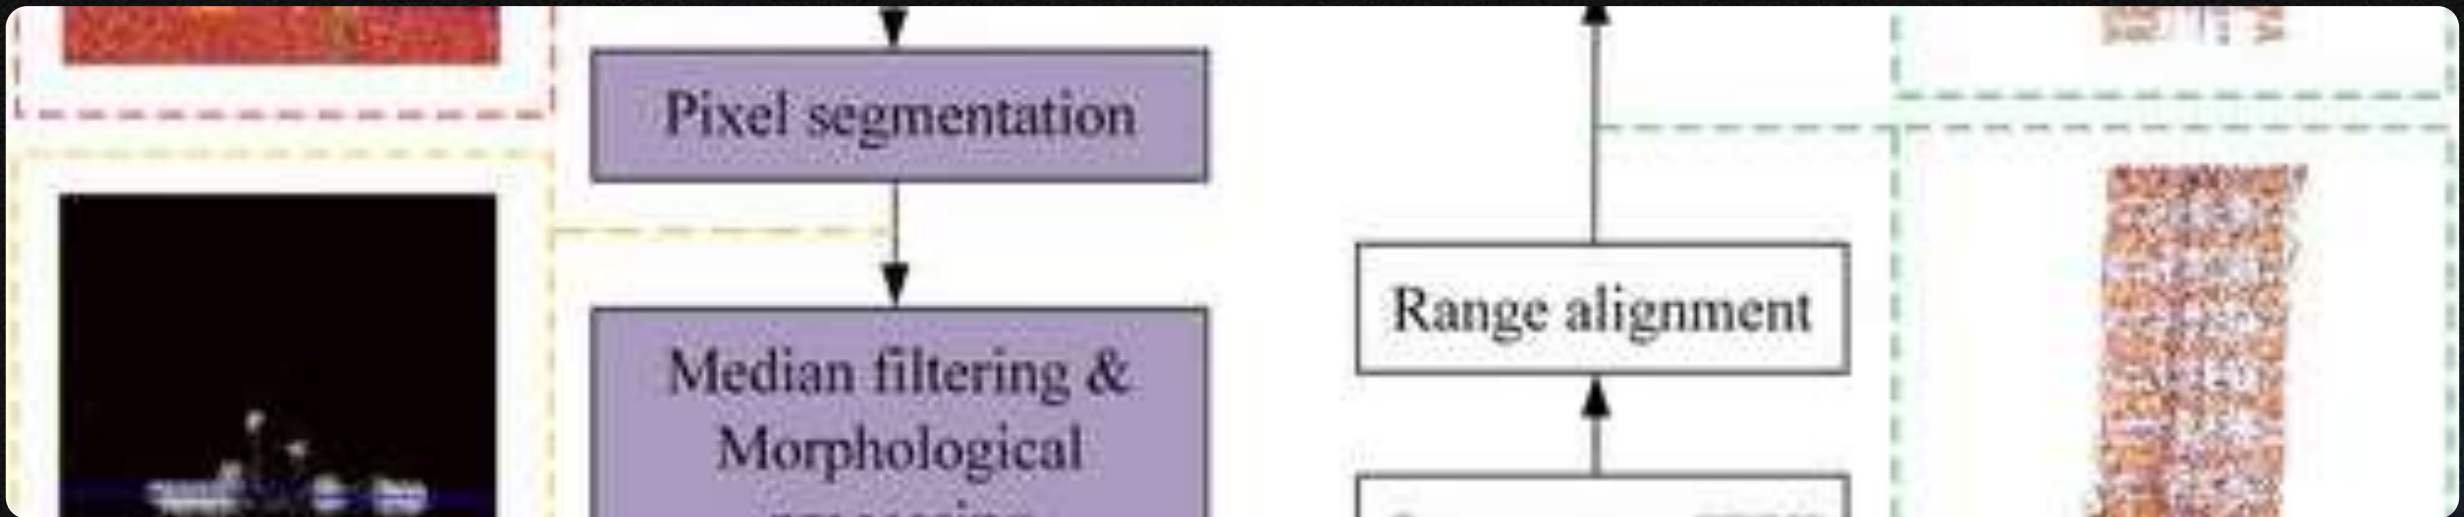 Pixel segmentation
Range alignment
Median filtering &
Morphological